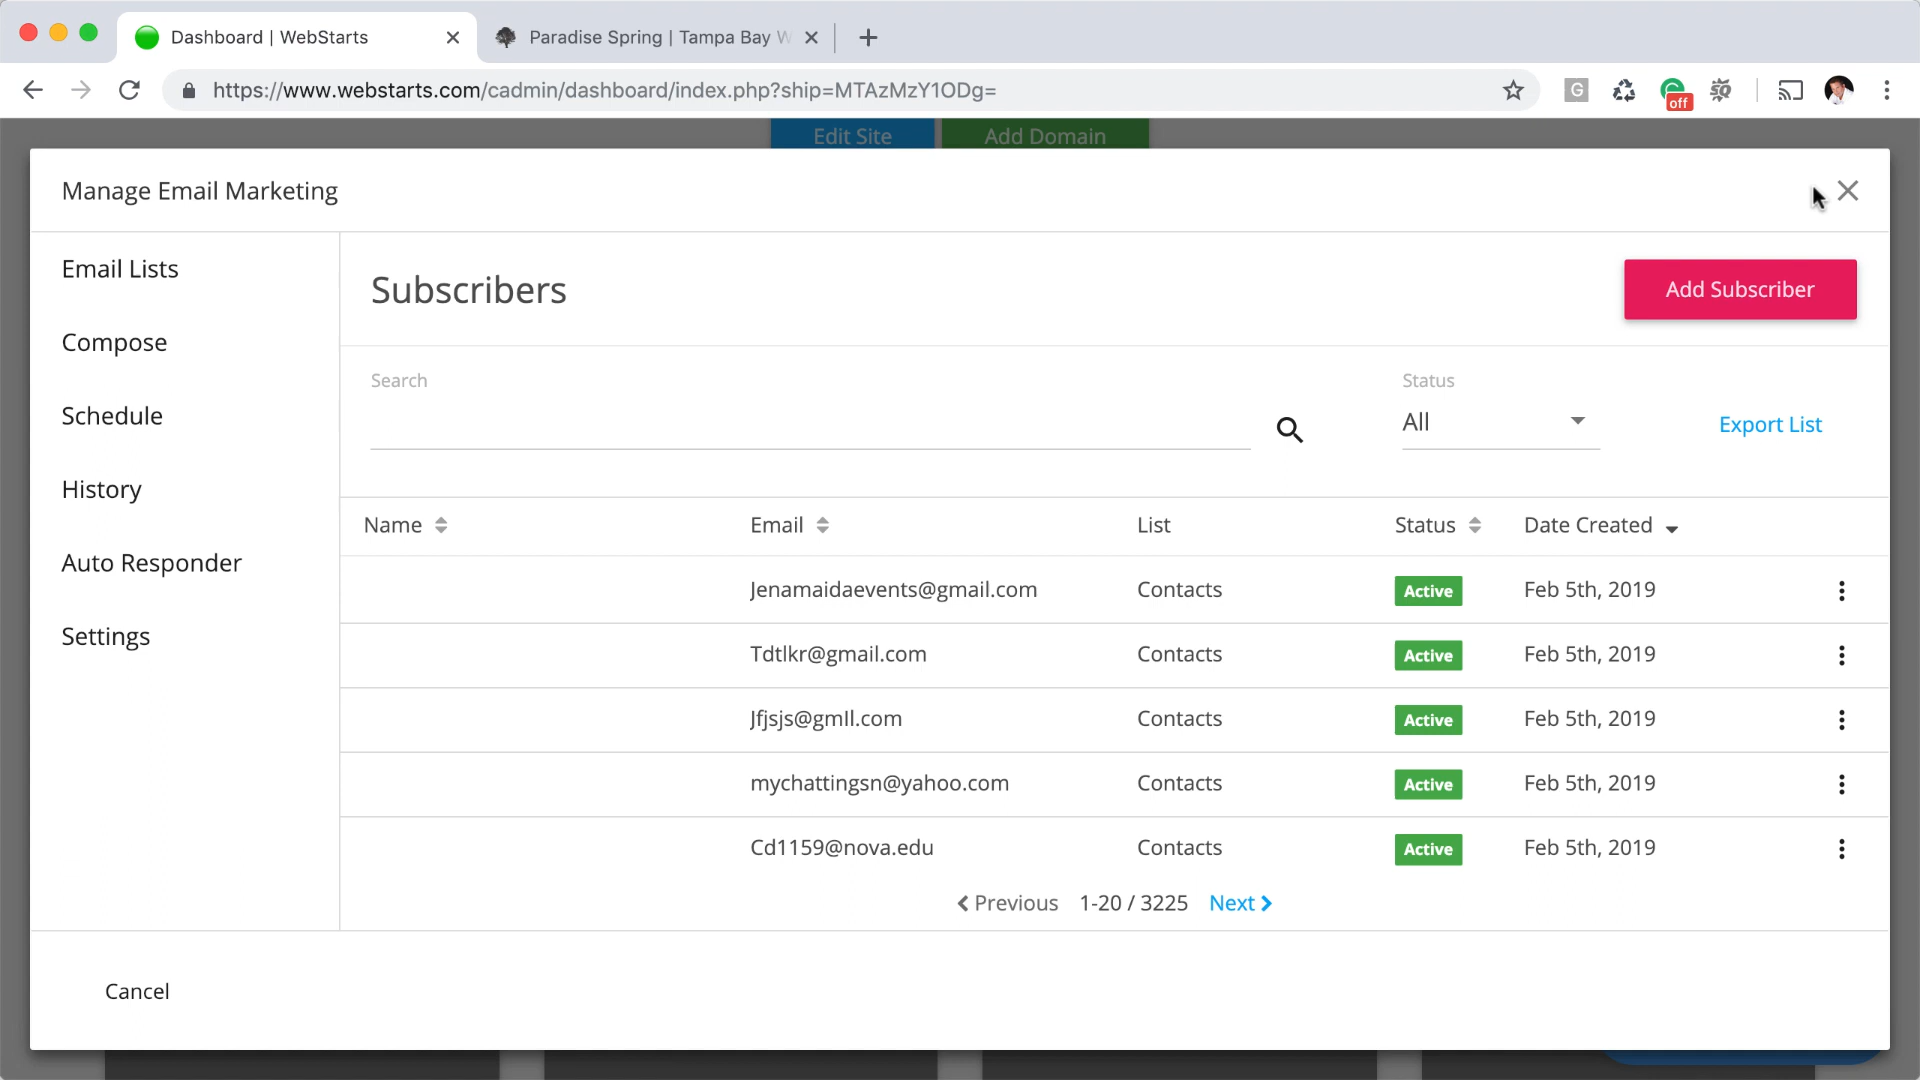 Dashboard | WebStarts
Paradise Spring | Tampa Bay W
https://www.webstarts.com/cadmin/dashboard/index.php?ship=MTAzMzY1ODg=
G
off
Edit Site
Add Domain
Manage Email Marketing
Email Lists
Compose
Schedule
History
Auto Responder
Settings
Subscribers
Add Subscriber
Search
Status
All
Export List
Name Email List Status Date Created
Jenamaidaevents@gmail.com Contacts Active Feb 5th, 2019
Tdtlkr@gmail.com Contacts Active Feb 5th, 2019
Jfjsjs@gmIl.com Contacts Active Feb 5th, 2019
mychattingsn@yahoo.com Contacts Active Feb 5th, 2019
Cd1159@nova.edu Contacts Active Feb 5th, 2019
Previous 1-20 / 3225 Next
Cancel